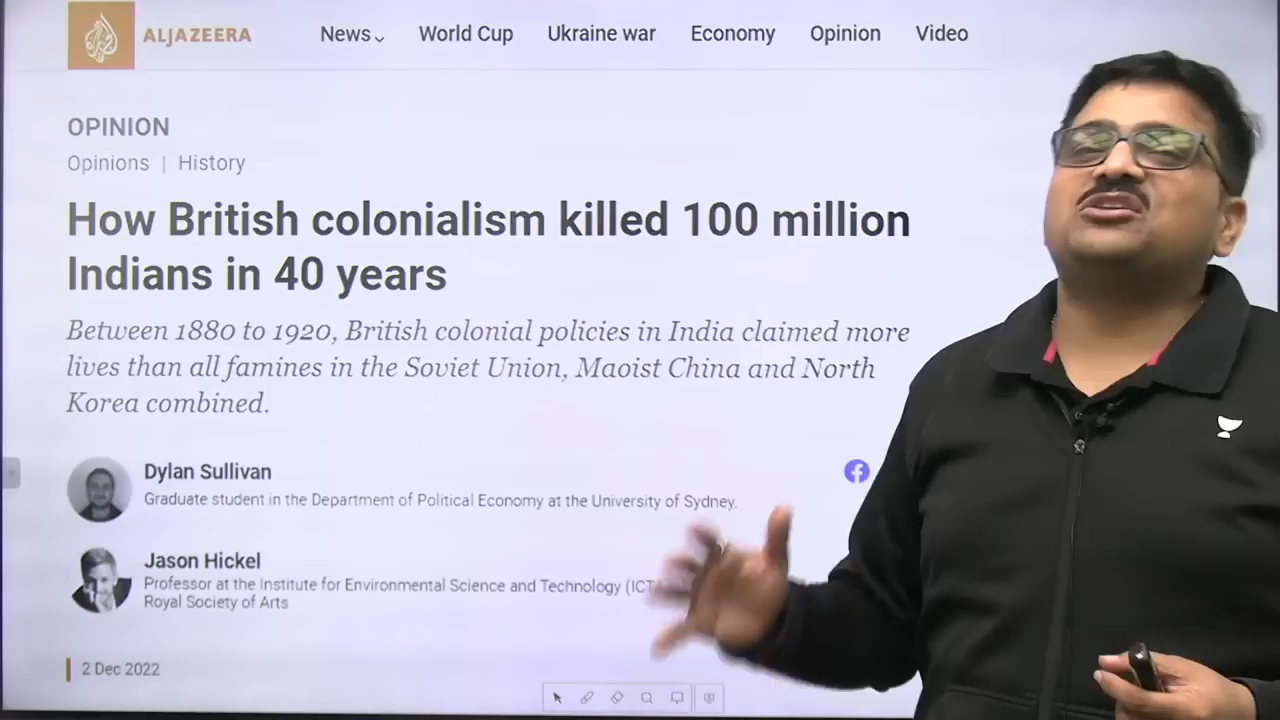 ALJAZEERA
News World Cup Ukraine war Economy Opinion Video
OPINION
Opinions | History
How British colonialism killed 100 million
Indians in 40 years
Between 1880 to 1920, British colonial policies in India claimed more
lives than all famines in the Soviet Union, Maoist China and North
Korea combined.
Dylan Sullivan
Graduate student in the Department of Political Economy at the University of Sydney.
Jason Hickel
Professor at the Institute for Environmental Science and Technology (ICTA
Royal Society of Arts
2 Dec 2022